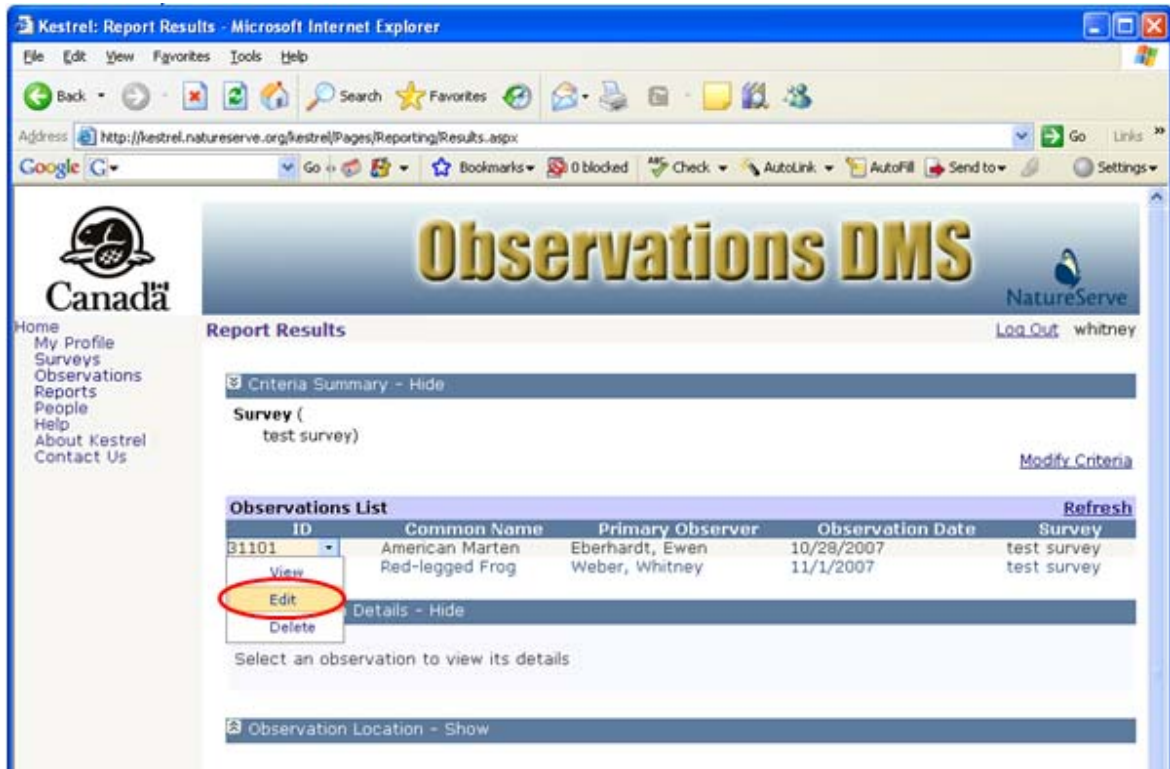 Kestrel: Report Results - Microsoft Internet Explorer
File Edit View Favorites Tools Help
Back Search Favorites
Address http://kestrel.natureserve.org/kestrel/Pages/Reporting/Results.aspx Go Links »
Google G Go Bookmarks 0 blocked ABC Check AutoLink AutoFill Send to Settings
Canada
Observations DMS
NatureServe
Home
My Profile
Surveys
Observations
Reports
People
Help
About Kestrel
Contact Us
Report Results
Log Out whitney
Criteria Summary - Hide
Survey (
test survey)
Modify Criteria
Observations List Refresh
ID Common Name Primary Observer Observation Date Survey
31101 American Marten Eberhardt, Ewen 10/28/2007 test survey
Red-legged Frog Weber, Whitney 11/1/2007 test survey
View
Edit
Delete
Details - Hide
Select an observation to view its details
Observation Location - Show